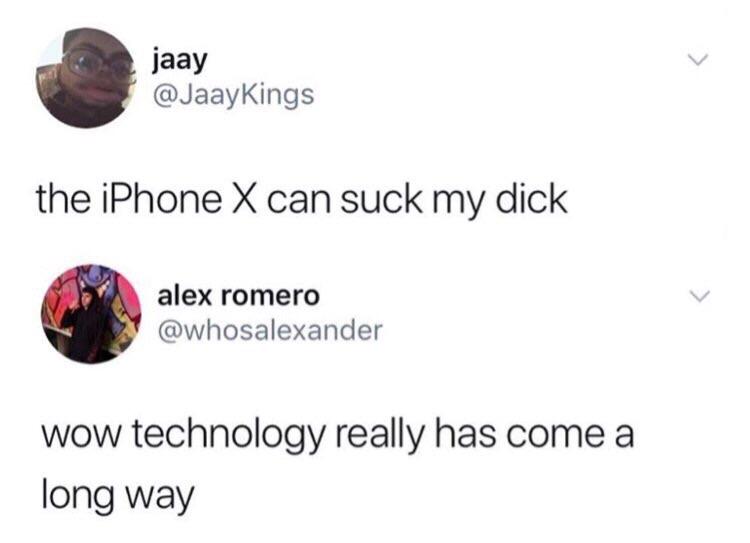 jaay
@JaayKings
the iPhone X can suck my dick
alex romero
@whosalexander
wow technology really has come a
long way